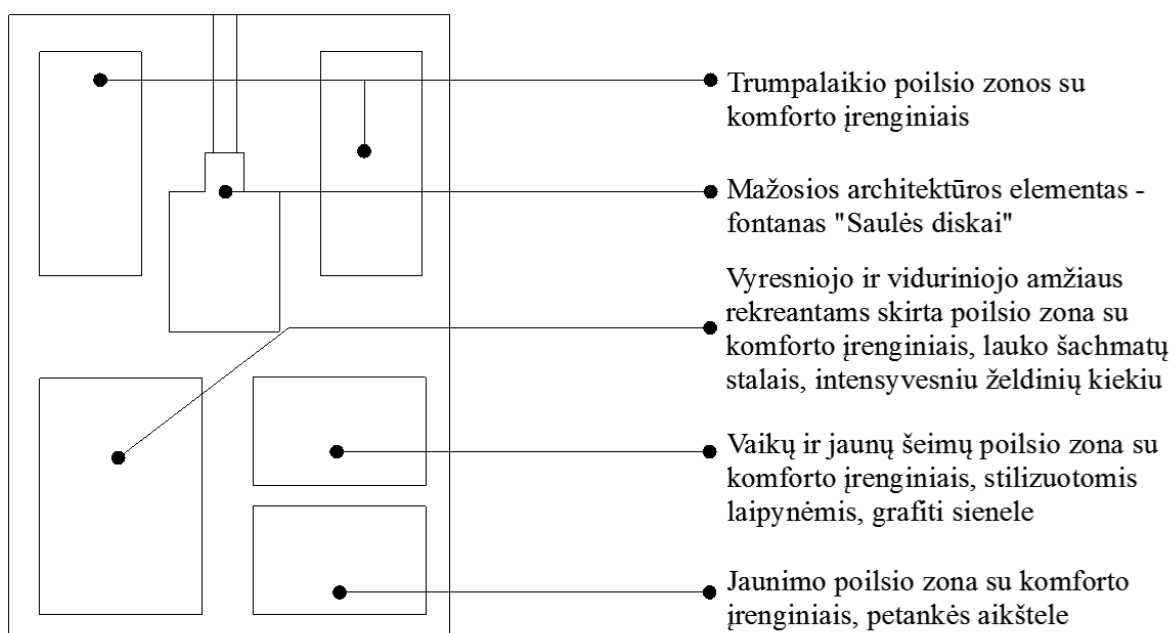 Trumpalaikio poilsio zonos su
komforto įrenginiais
Mažosios architektūros elementas -
fontanas "Saulės diskai"
Vyresniojo ir viduriniojo amžiaus
rekreantams skirta poilsio zona su
komforto įrenginiais, lauko šachmatų
stalais, intensyvesniu želdinių kiekiu
Vaikų ir jaunų šeimų poilsio zona su
komforto įrenginiais, stilizuotomis
laipynėmis, grafiti sienele
Jaunimo poilsio zona su komforto
įrenginiais, petankės aikštele